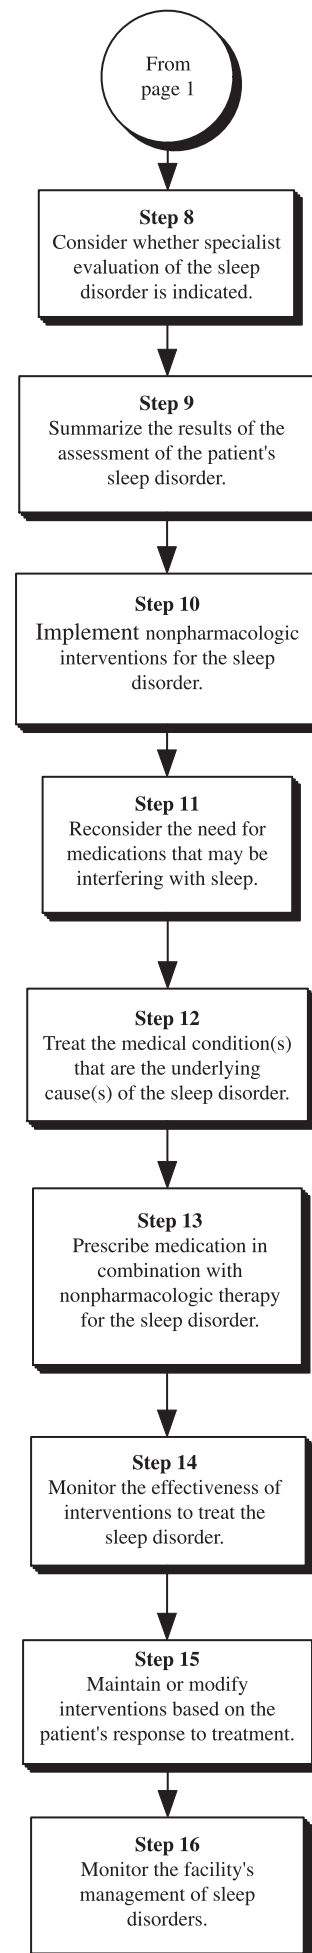 From
page 1
Step 8
Consider whether specialist
evaluation of the sleep
disorder is indicated.
Step 9
Summarize the results of the
assessment of the patient's
sleep disorder.
Step 10
Implement nonpharmacologic
interventions for the sleep
disorder.
Step 11
Reconsider the need for
medications that may be
interfering with sleep.
Step 12
Treat the medical condition(s)
that are the underlying
cause(s) of the sleep disorder.
Step 13
Prescribe medication in
combination with
nonpharmacologic therapy
for the sleep disorder.
Step 14
Monitor the effectiveness of
interventions to treat the
sleep disorder.
Step 15
Maintain or modify
interventions based on the
patient's response to treatment.
Step 16
Monitor the facility's
management of sleep
disorders.